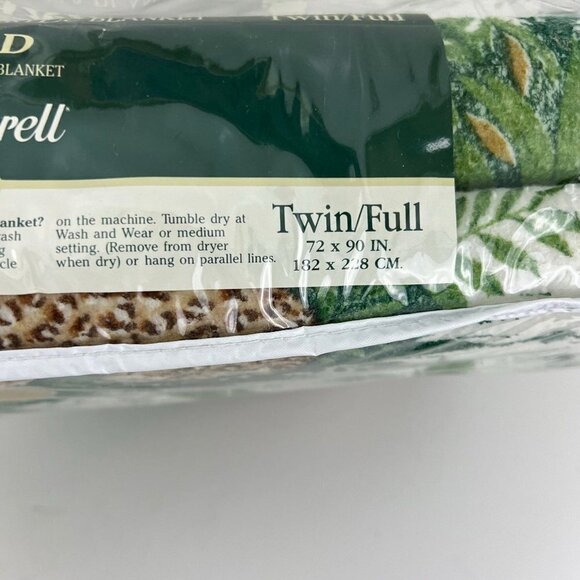 BLANKET
D
BLANKET
rell
lanket? on the machine. Tumble dry at
ash Wash and Wear or medium
g setting. (Remove from dryer
cle when dry) or hang on parallel lines.
Twin/Full
72 x 90 IN.
182 x 228 CM.